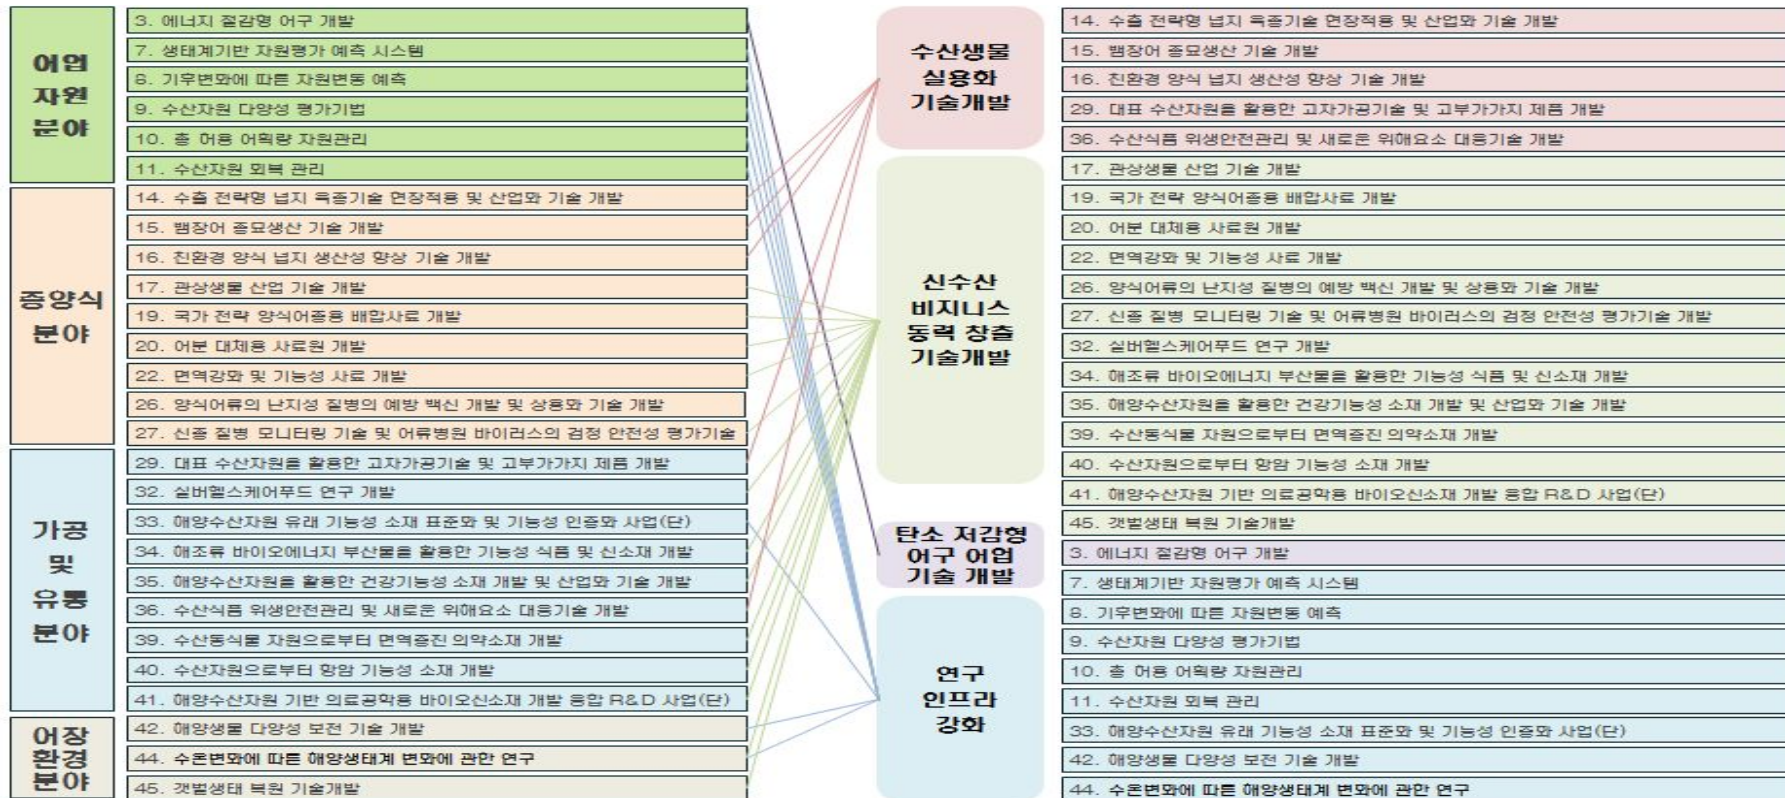 어업
자원
분야
3. 에너지 절감형 어구 개발
7. 생태계기반 자원평가 예측 시스템
8. 기후변화에 따른 자원변동 예측
9. 수산자원 다양성 평가기법
10. 총 허용 어획량 자원관리
11. 수산자원 회복 관리
증양식
분야
14. 수출 전략형 넙치 육종기술 현장적용 및 산업화 기술 개발
15. 뱀장어 종묘생산 기술 개발
16. 친환경 양식 넙치 생산성 향상 기술 개발
17. 관상생물 산업 기술 개발
19. 국가 전략 양식어종용 배합사료 개발
20. 어분 대체용 사료원 개발
22. 면역강화 및 기능성 사료 개발
26. 양식어류의 난치성 질병의 예방 백신 개발 및 상용화 기술 개발
27. 신종 질병 모니터링 기술 및 어류병원 바이러스의 검정 안전성 평가기술
가공
및
유통
분야
29. 대표 수산자원을 활용한 고차가공기술 및 고부가가치 제품 개발
32. 실버헬스케어푸드 연구 개발
33. 해양수산자원 유래 기능성 소재 표준화 및 기능성 인증화 사업(단)
34. 해조류 바이오에너지 부산물을 활용한 기능성 식품 및 신소재 개발
35. 해양수산자원을 활용한 건강기능성 소재 개발 및 산업화 기술 개발
36. 수산식품 위생안전관리 및 새로운 위해요소 대응기술 개발
39. 수산동식물 자원으로부터 면역증진 의약소재 개발
40. 수산자원으로부터 항암 기능성 소재 개발
41. 해양수산자원 기반 의료공학용 바이오신소재 개발 융합 R&D 사업(단)
어장
환경
분야
42. 해양생물 다양성 보전 기술 개발
44. 수온변화에 따른 해양생태계 변화에 관한 연구
45. 갯벌생태 복원 기술개발
수산생물
실용화
기술개발
14. 수출 전략형 넙치 육종기술 현장적용 및 산업화 기술 개발
15. 뱀장어 종묘생산 기술 개발
16. 친환경 양식 넙치 생산성 향상 기술 개발
29. 대표 수산자원을 활용한 고차가공기술 및 고부가가치 제품 개발
36. 수산식품 위생안전관리 및 새로운 위해요소 대응기술 개발
신수산
비지니스
동력 창출
기술개발
17. 관상생물 산업 기술 개발
19. 국가 전략 양식어종용 배합사료 개발
20. 어분 대체용 사료원 개발
22. 면역강화 및 기능성 사료 개발
26. 양식어류의 난치성 질병의 예방 백신 개발 및 상용화 기술 개발
27. 신종 질병 모니터링 기술 및 어류병원 바이러스의 검정 안전성 평가기술 개발
32. 실버헬스케어푸드 연구 개발
34. 해조류 바이오에너지 부산물을 활용한 기능성 식품 및 신소재 개발
35. 해양수산자원을 활용한 건강기능성 소재 개발 및 산업화 기술 개발
39. 수산동식물 자원으로부터 면역증진 의약소재 개발
40. 수산자원으로부터 항암 기능성 소재 개발
41. 해양수산자원 기반 의료공학용 바이오신소재 개발 융합 R&D 사업(단)
45. 갯벌생태 복원 기술개발
탄소 저감형
어구 어업
기술 개발
3. 에너지 절감형 어구 개발
연구
인프라
강화
7. 생태계기반 자원평가 예측 시스템
8. 기후변화에 따른 자원변동 예측
9. 수산자원 다양성 평가기법
10. 총 허용 어획량 자원관리
11. 수산자원 회복 관리
33. 해양수산자원 유래 기능성 소재 표준화 및 기능성 인증화 사업(단)
42. 해양생물 다양성 보전 기술 개발
44. 수온변화에 따른 해양생태계 변화에 관한 연구